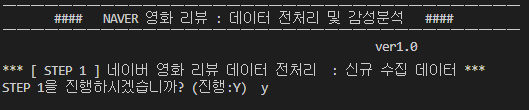 ####   NAVER 영화 리뷰 : 데이터 전처리 및 감성분석   ####
ver1.0
*** [ STEP 1 ] 네이버 영화 리뷰 데이터 전처리  : 신규 수집 데이터 ***
STEP 1을 진행하시겠습니까? (진행:Y)  y